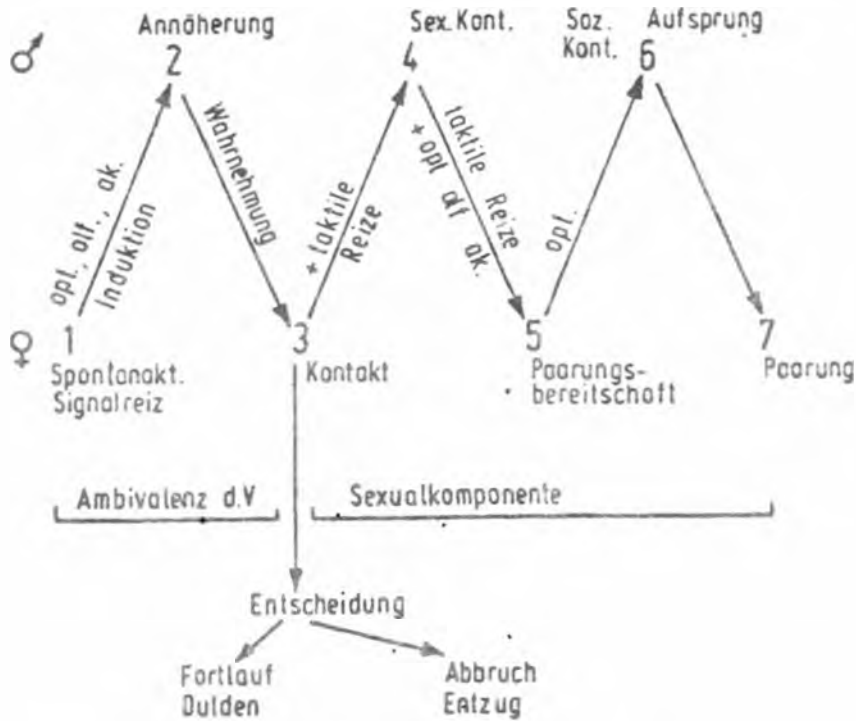 Annäherung
Sex. Kont.
Soz. Kont.
Aufsprung
♂
2
4
6
opt., olf., ak.
Induktion
Wahrnehmung
+ taktile
Reize
taktile Reize
+ opt olf ak.
opt.
♀
1
3
5
7
Spontanakt.
Signalreiz
Kontakt
Paarungs-
bereitschaft
Paarung
Ambivalenz d.V
Sexualkomponente
Entscheidung
Fortlauf
Dulden
Abbruch
Entzug